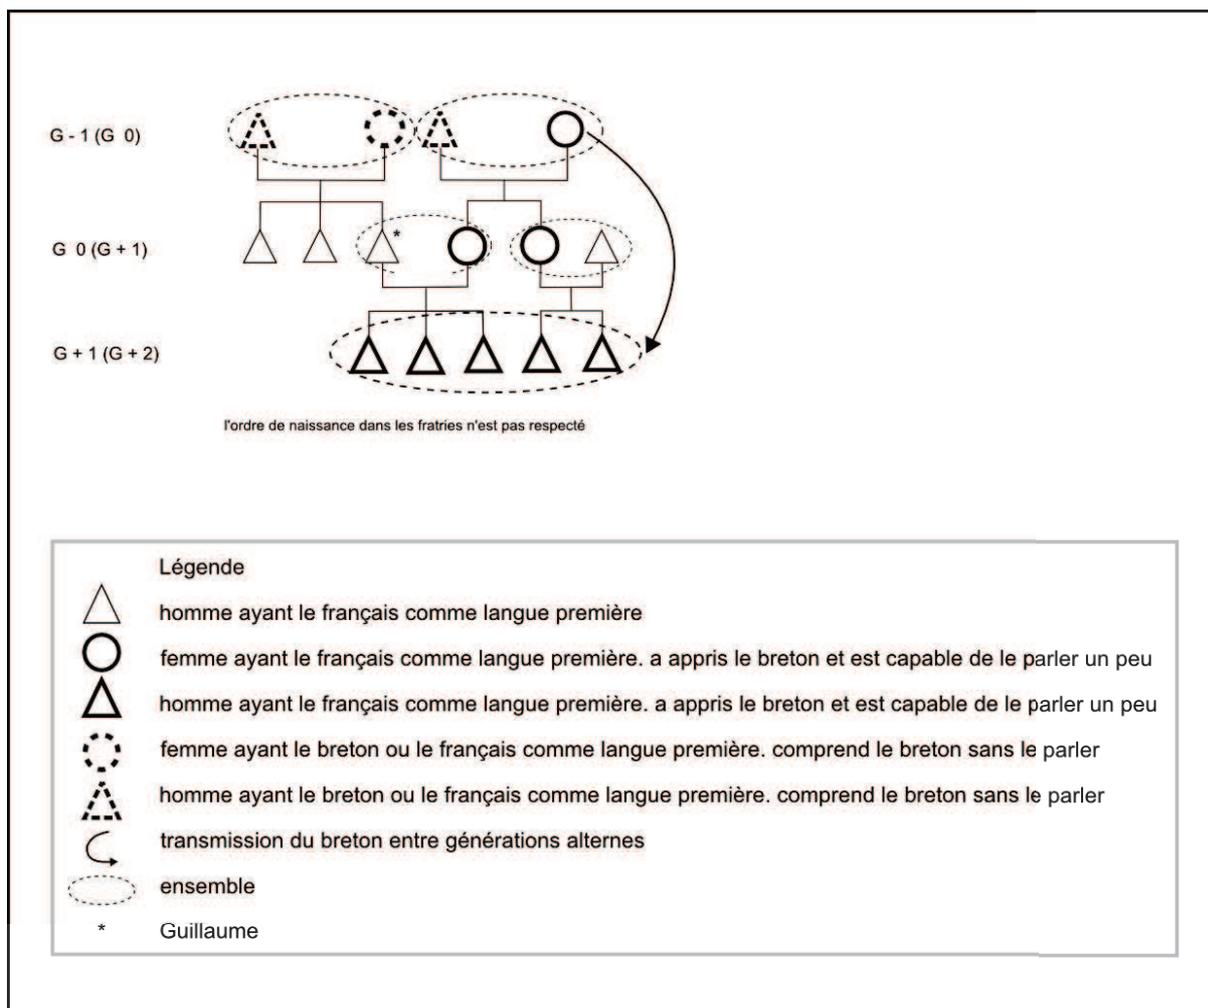 G - 1 (G 0)
*
G 0 (G + 1)
G + 1 (G + 2)
l'ordre de naissance dans les fratries n'est pas respecté
Légende
homme ayant le français comme langue première
femme ayant le français comme langue première. a appris le breton et est capable de le parler un peu
homme ayant le français comme langue première. a appris le breton et est capable de le parler un peu
femme ayant le breton ou le français comme langue première. comprend le breton sans le parler
homme ayant le breton ou le français comme langue première. comprend le breton sans le parler
transmission du breton entre générations alternes
ensemble
* Guillaume